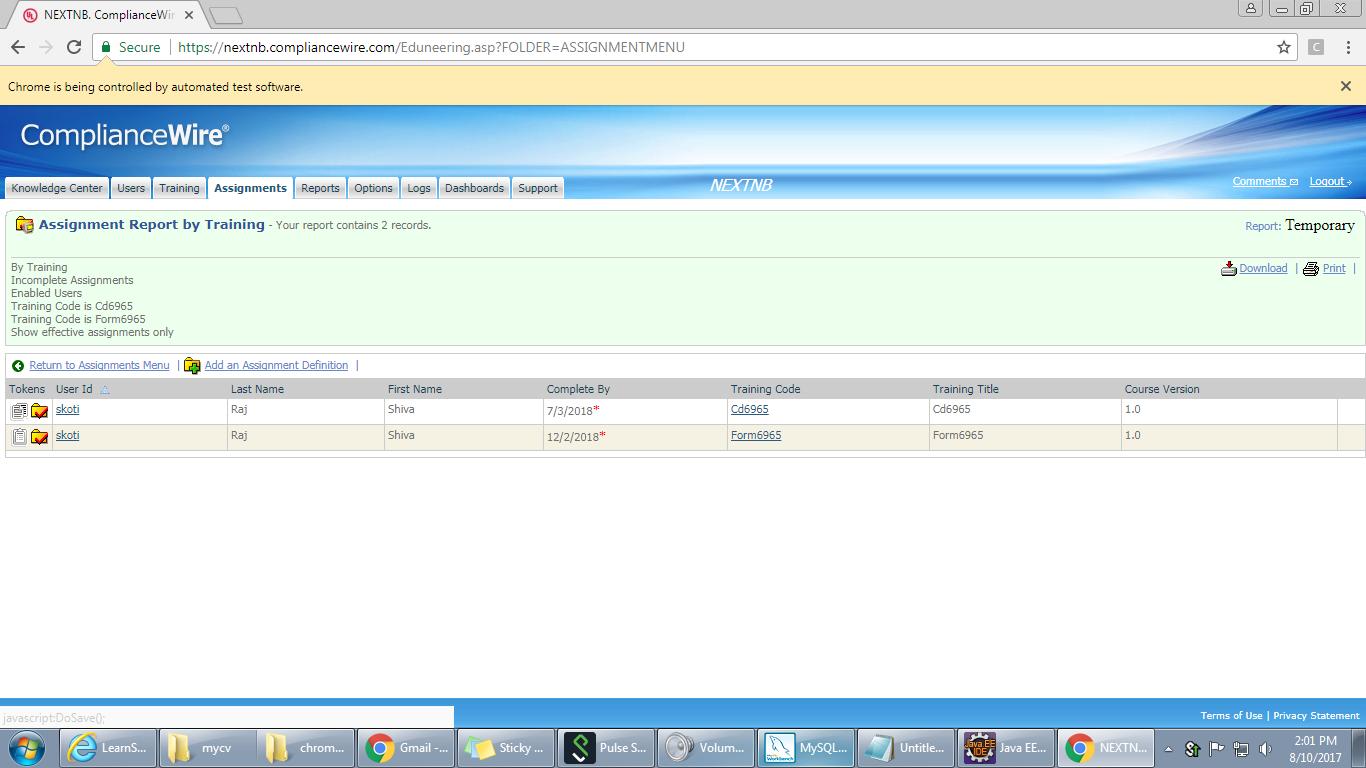 NEXTNB. ComplianceWir
Secure
https://nextnb.compliancewire.com/Eduneering.asp?FOLDER=ASSIGNMENTMENU
C
Chrome is being controlled by automated test software.
ComplianceWire®
Knowledge Center Users Training Assignments Reports Options Logs Dashboards Support
NEXTNB
Comments Logout
Assignment Report by Training - Your report contains 2 records.
Report: Temporary
By Training
Download | Print |
Incomplete Assignments
Enabled Users
Training Code is Cd6965
Training Code is Form6965
Show effective assignments only
Return to Assignments Menu | Add an Assignment Definition |
Tokens User Id Last Name First Name Complete By Training Code Training Title Course Version
skoti Raj Shiva 7/3/2018* Cd6965 Cd6965 1.0
skoti Raj Shiva 12/2/2018* Form6965 Form6965 1.0
Terms of Use | Privacy Statement
javascript:DoSave();
LearnS... mycv chrom... Gmail -... Sticky ... Pulse S... Volum... MySQL... Untitle... Java EE... NEXTN...
2:01 PM
8/10/2017